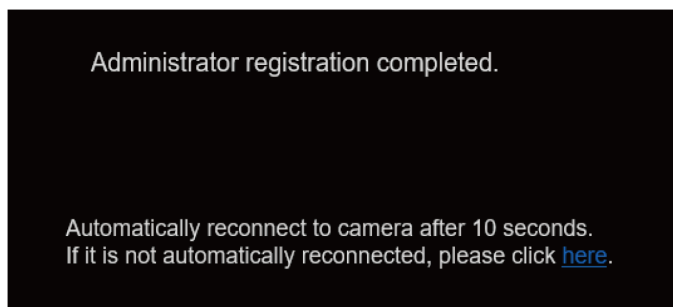 Administrator registration completed.
Automatically reconnect to camera after 10 seconds.
If it is not automatically reconnected, please click here.